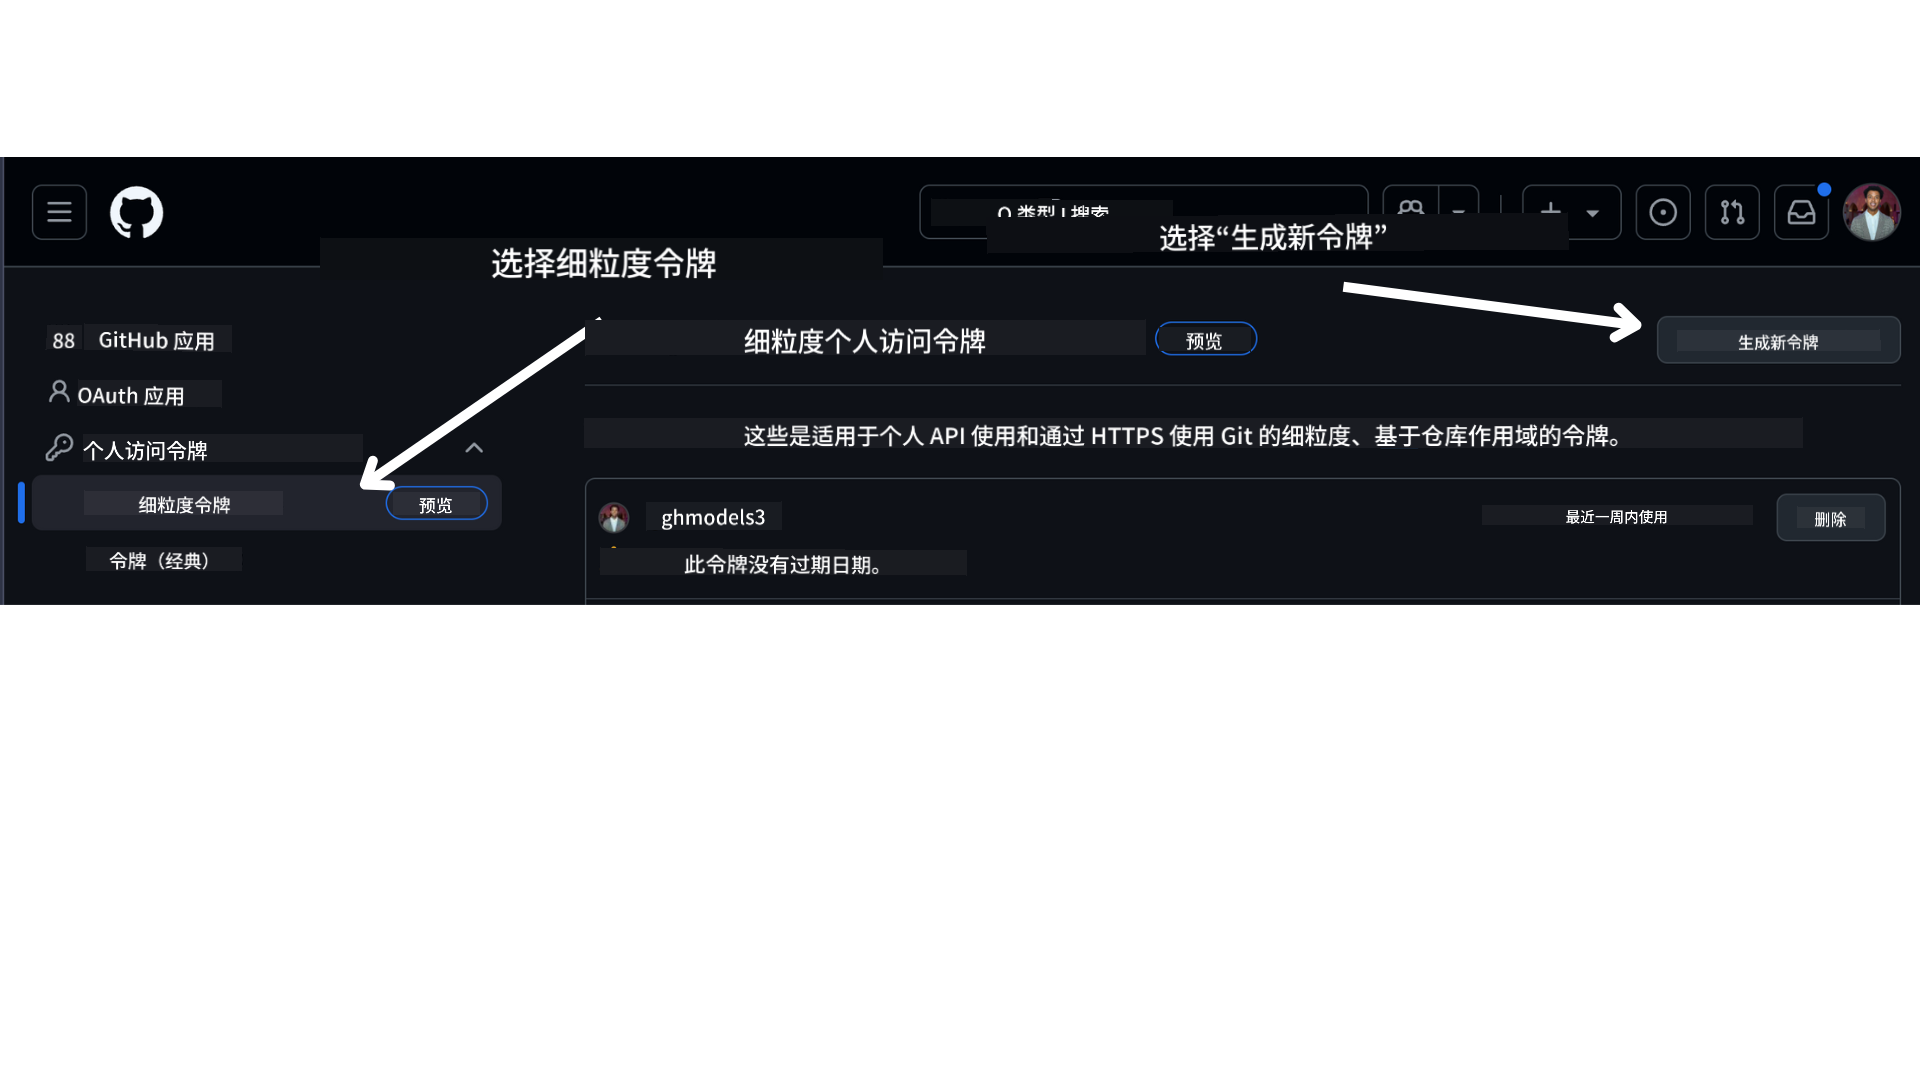 类型 搜索
选择“生成新令牌”
选择细粒度令牌
88 GitHub 应用
OAuth 应用
个人访问令牌
细粒度令牌 预览
令牌（经典）
细粒度个人访问令牌 预览
生成新令牌
这些是适用于个人 API 使用和通过 HTTPS 使用 Git 的细粒度、基于仓库作用域的令牌。
ghmodels3
最近一周内使用
删除
此令牌没有过期日期。